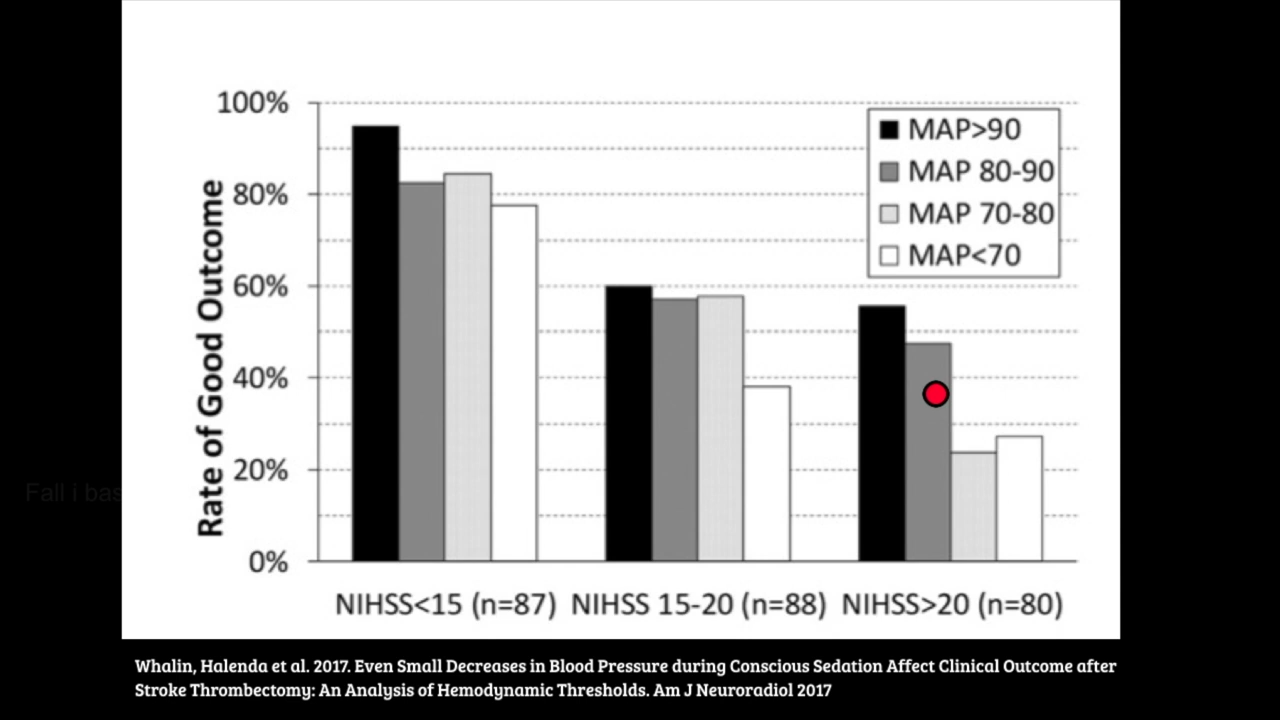 100%
80%
60%
40%
20%
0%
Rate of Good Outcome
MAP>90
MAP 80-90
MAP 70-80
MAP<70
NIHSS<15 (n=87) NIHSS 15-20 (n=88) NIHSS>20 (n=80)
Fall i bas
Whalin, Halenda et al. 2017. Even Small Decreases in Blood Pressure during Conscious Sedation Affect Clinical Outcome after
Stroke Thrombectomy: An Analysis of Hemodynamic Thresholds. Am J Neuroradiol 2017